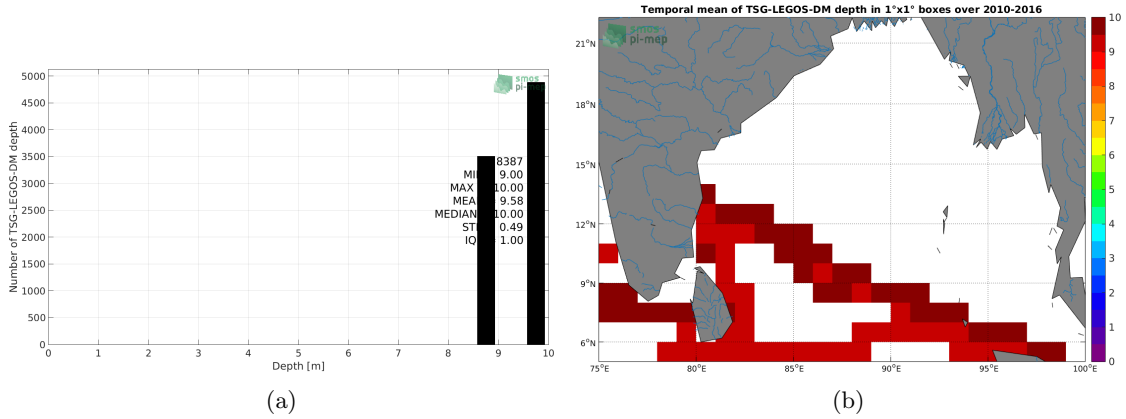 Temporal mean of TSG-LEGOS-DM depth in 1°x1° boxes over 2010-2016
smos
pi-mep
5000
4500
4000
3500
3000
2500
2000
1500
1000
500
0
Number of TSG-LEGOS-DM depth
smos
pi-mep
8387
9.00
MAX 10.00
9.58
MEDIAN 10.00
0.49
1.00
0 1 2 3 4 5 6 7 8 9 10
Depth [m]
(a)
21°N
18°N
15°N
12°N
9°N
6°N
75°E 80°E 85°E 90°E 95°E 100°E
10
9
8
7
6
5
4
3
2
1
0
(b)